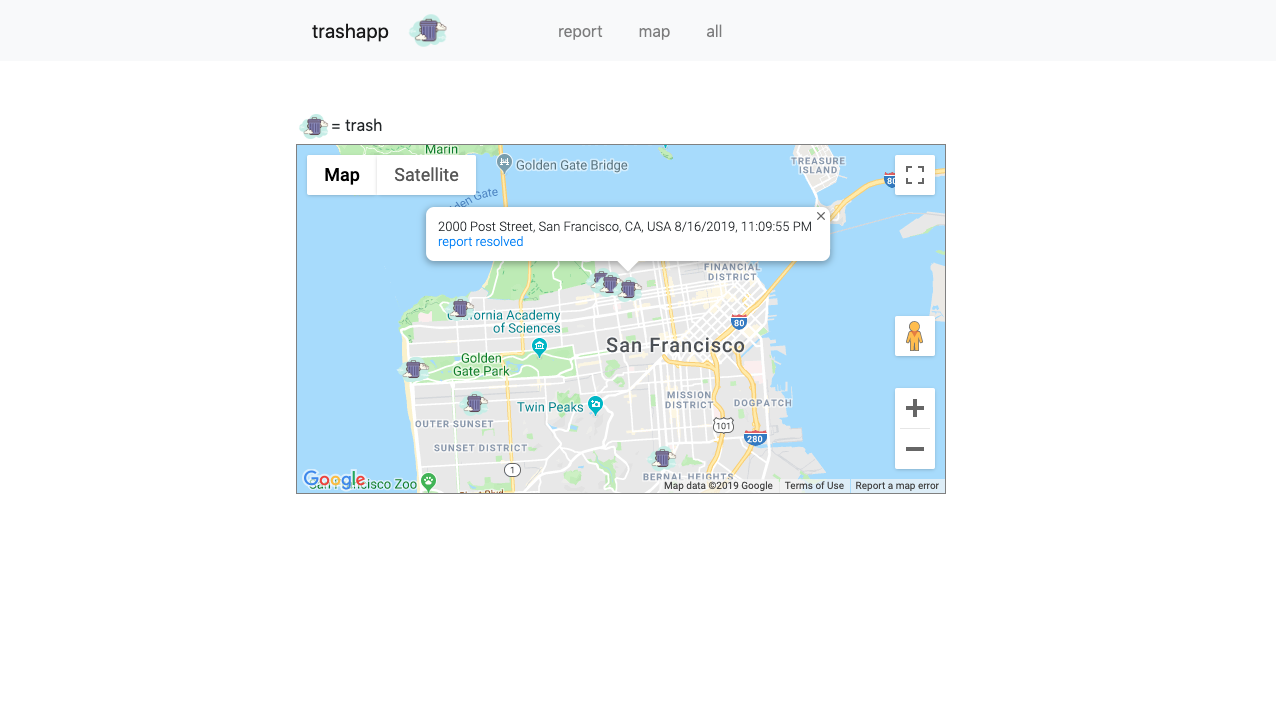 trashapp
report
map
all
= trash
Marin
Golden Gate Bridge
TREASURE
ISLAND
80
Map
Satellite
Golden Gate
2000 Post Street, San Francisco, CA, USA 8/16/2019, 11:09:55 PM
report resolved
FINANCIAL
DISTRICT
California Academy
of Sciences
80
San Francisco
Golden
Gate Park
MISSION
DISTRICT
DOGPATCH
Twin Peaks
OUTER SUNSET
101
280
SUNSET DISTRICT
1
BERNAL HEIGHTS
Google
San Francisco Zoo
Map data ©2019 Google
Terms of Use
Report a map error